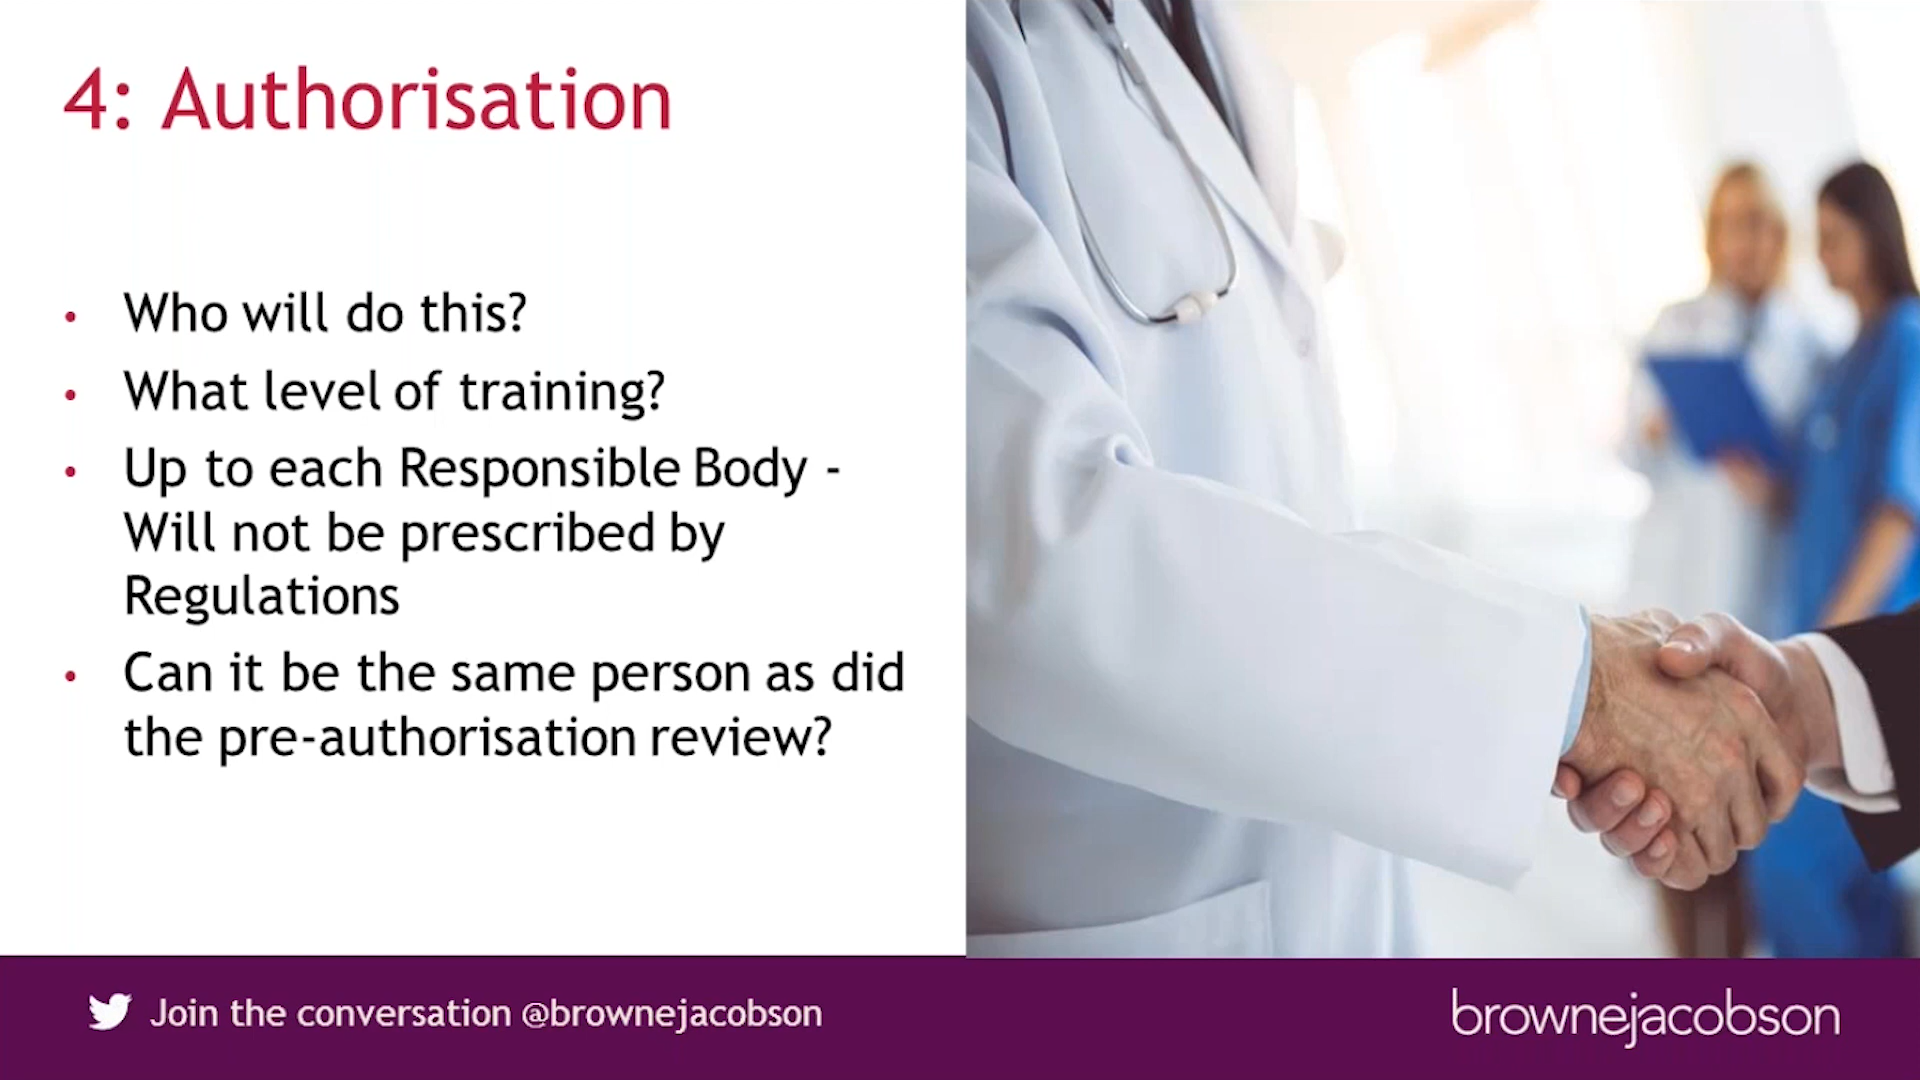 4: Authorisation
• Who will do this?
• What level of training?
• Up to each Responsible Body -
Will not be prescribed by
Regulations
• Can it be the same person as did
the pre-authorisation review?
Join the conversation @brownejacobson
brownejacobson